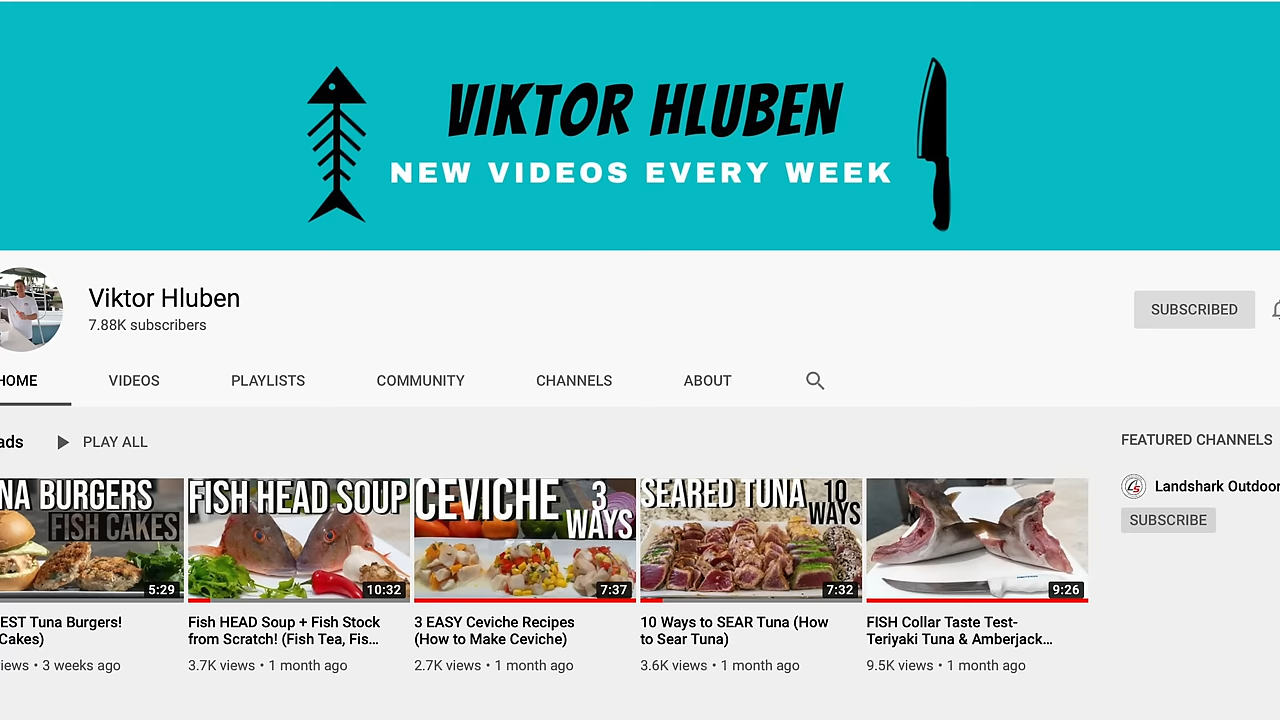 VIKTOR HLUBEN
NEW VIDEOS EVERY WEEK
Viktor Hluben
7.88K subscribers
SUBSCRIBED
HOME
VIDEOS
PLAYLISTS
COMMUNITY
CHANNELS
ABOUT
ads
PLAY ALL
FEATURED CHANNELS
NA BURGERS
FISH CAKES
5:29
FISH HEAD SOUP
10:32
CEVICHE 3
WAYS
7:37
SEARED TUNA 10
WAYS
7:32
9:26
Landshark Outdoor
SUBSCRIBE
EST Tuna Burgers!
Cakes)
iews • 3 weeks ago
Fish HEAD Soup + Fish Stock
from Scratch! (Fish Tea, Fis...
3.7K views • 1 month ago
3 EASY Ceviche Recipes
(How to Make Ceviche)
2.7K views • 1 month ago
10 Ways to SEAR Tuna (How
to Sear Tuna)
3.6K views • 1 month ago
FISH Collar Taste Test-
Teriyaki Tuna & Amberjack...
9.5K views • 1 month ago